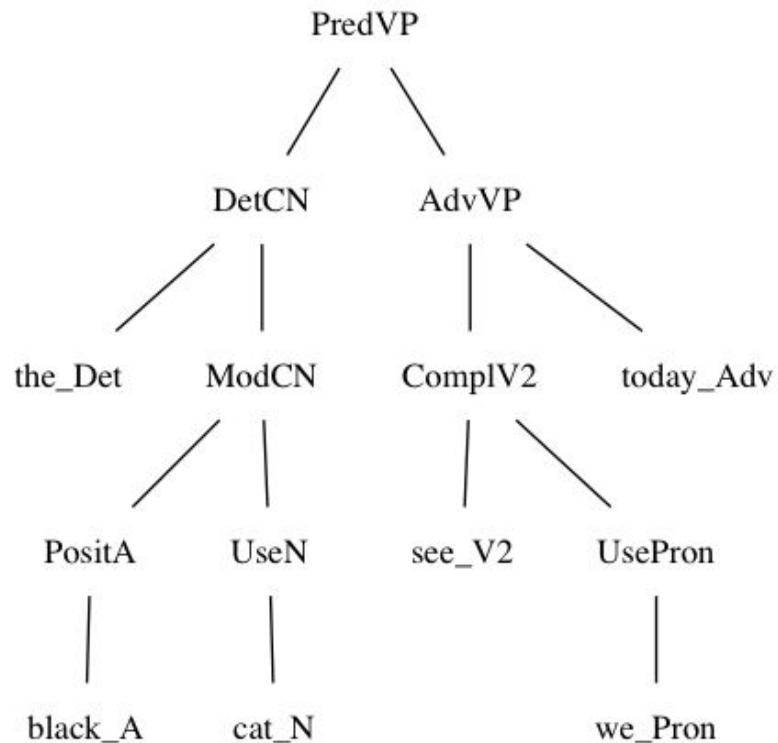 PredVP
DetCN AdvVP
the_Det ModCN ComplV2 today_Adv
PositA UseN see_V2 UsePron
black_A cat_N we_Pron